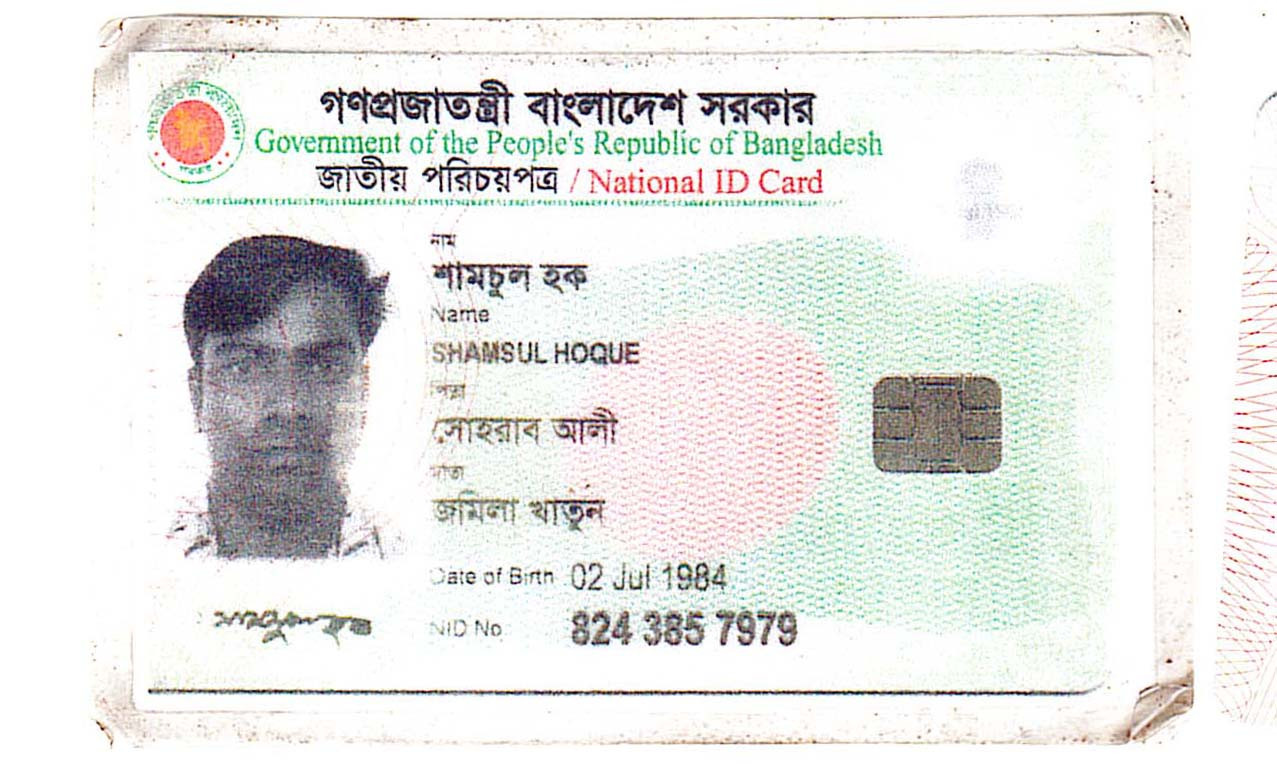 গণপ্রজাতন্ত্রী বাংলাদেশ সরকার
Government of the People's Republic of Bangladesh
জাতীয় পরিচয়পত্র / National ID Card
নাম
শামচুল হক
Name
SHAMSUL HOQUE
পিতা
সোহরাব আলী
মাতা
জমিলা খাতুন
Date of Birth 02 Jul 1984
NID No 824 385 7979